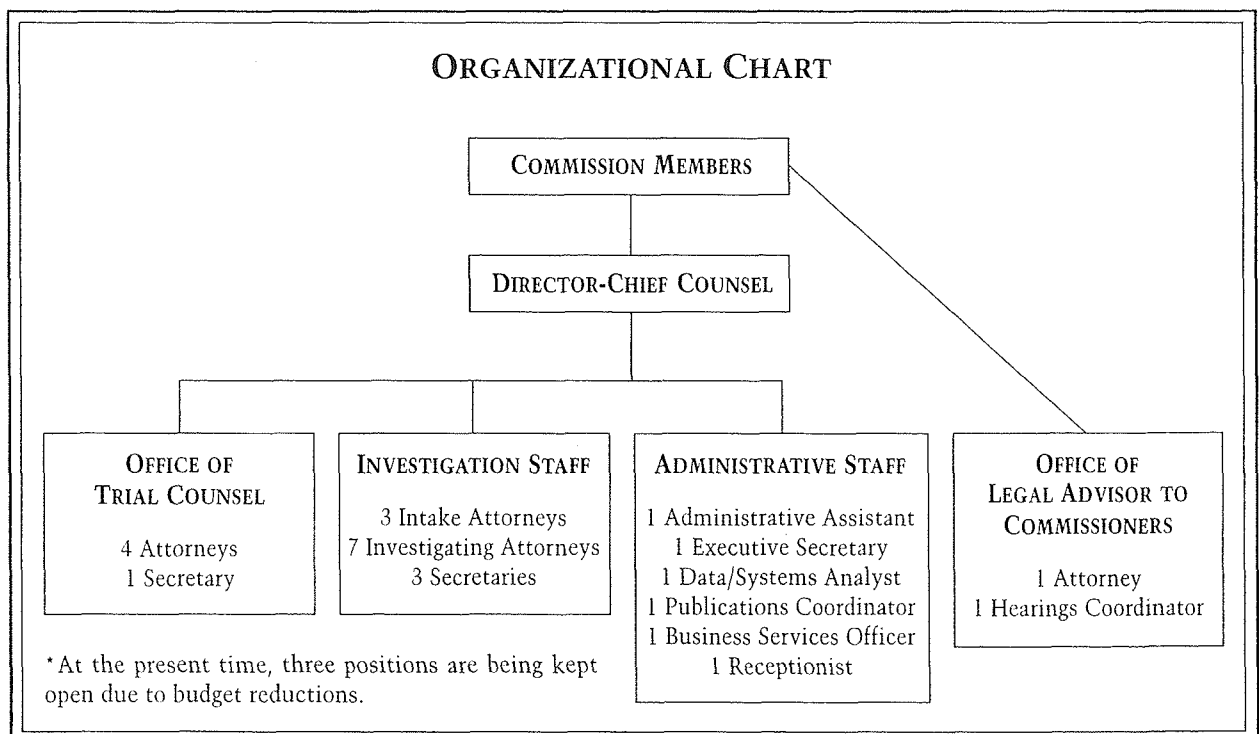 ORGANIZATIONAL CHART
COMMISSION MEMBERS
DIRECTOR-CHIEF COUNSEL
OFFICE OF
TRIAL COUNSEL
4 Attorneys
1 Secretary
INVESTIGATION STAFF
3 Intake Attorneys
7 Investigating Attorneys
3 Secretaries
ADMINISTRATIVE STAFF
1 Administrative Assistant
1 Executive Secretary
1 Data/Systems Analyst
1 Publications Coordinator
1 Business Services Officer
1 Receptionist
OFFICE OF
LEGAL ADVISOR TO
COMMISSIONERS
1 Attorney
1 Hearings Coordinator
*At the present time, three positions are being kept
open due to budget reductions.